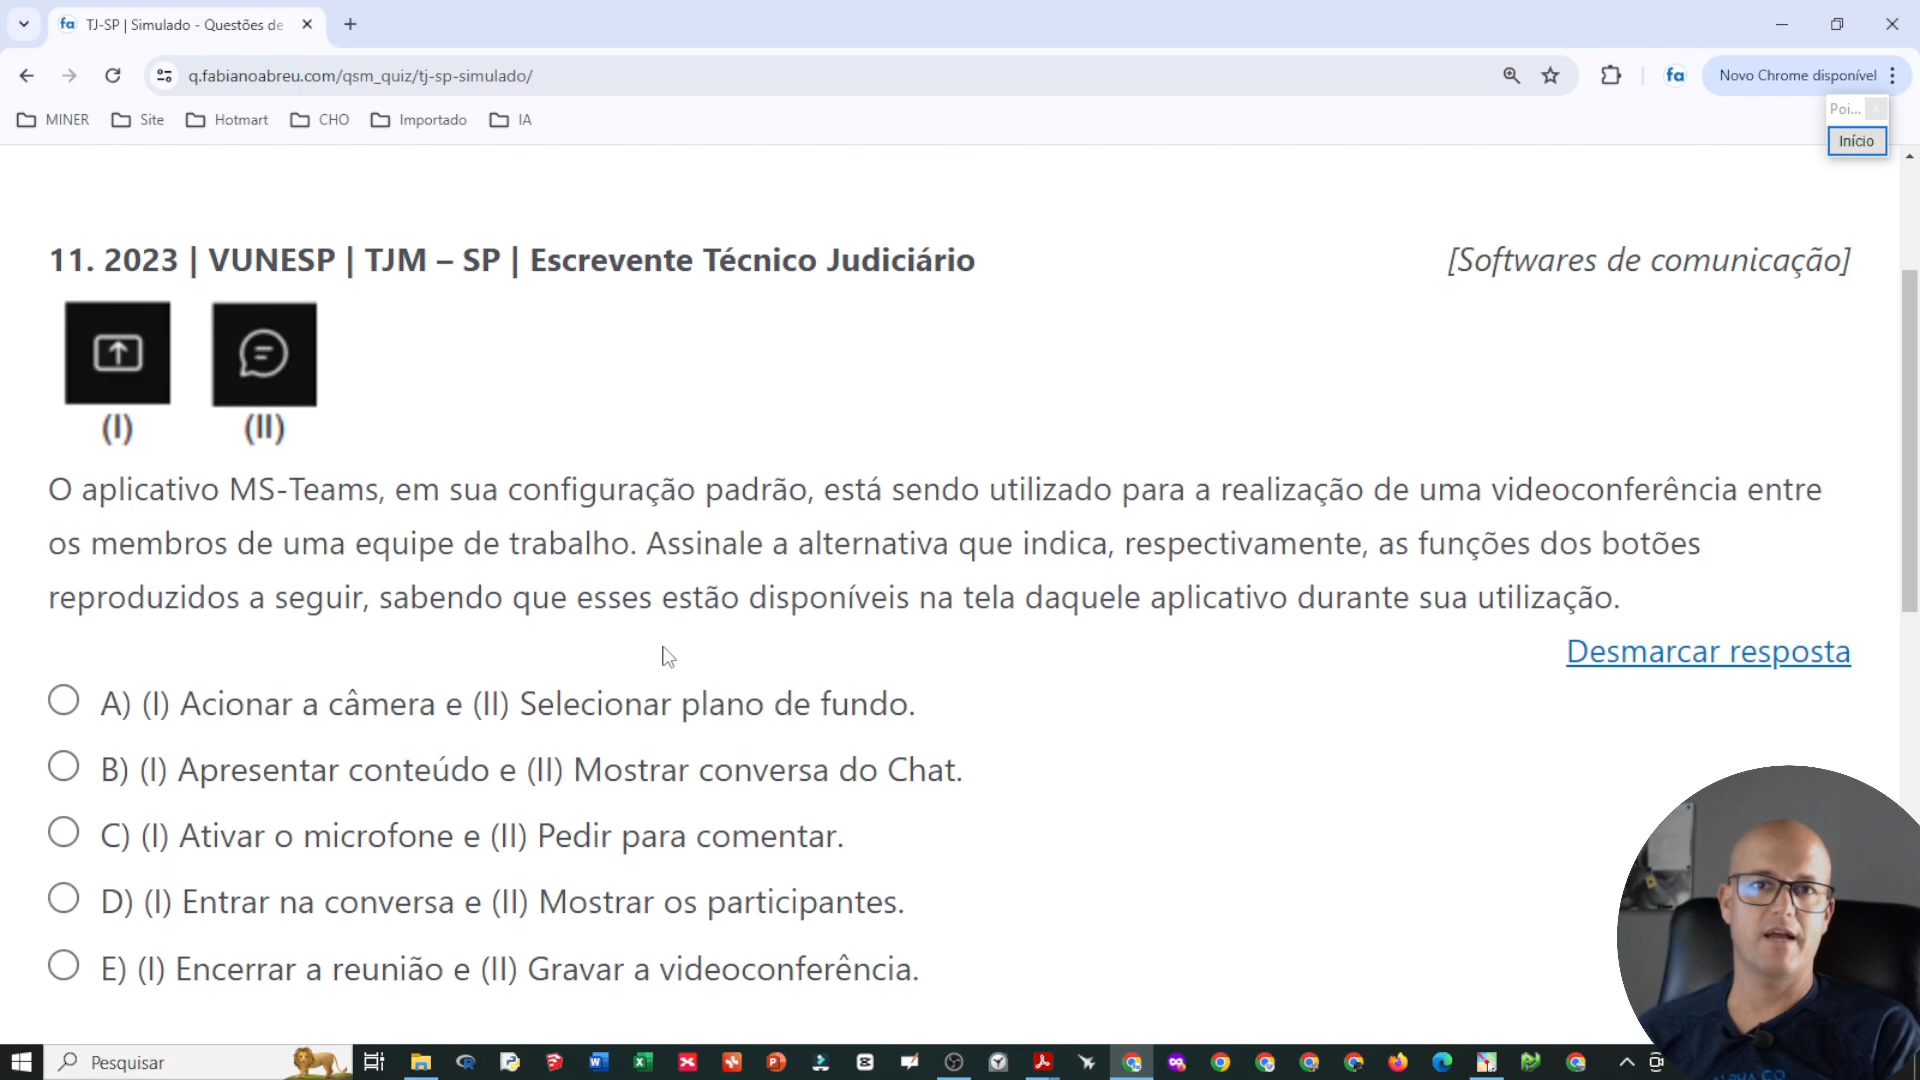 TJ-SP | Simulado - Questões de
q.fabianoabreu.com/qsm_quiz/tj-sp-simulado/
fa
Novo Chrome disponível
MINER
Site
Hotmart
CHO
Importado
IA
Poi...
Início
11. 2023 | VUNESP | TJM – SP | Escrevente Técnico Judiciário
[Softwares de comunicação]
(I)
(II)
O aplicativo MS-Teams, em sua configuração padrão, está sendo utilizado para a realização de uma videoconferência entre
os membros de uma equipe de trabalho. Assinale a alternativa que indica, respectivamente, as funções dos botões
reproduzidos a seguir, sabendo que esses estão disponíveis na tela daquele aplicativo durante sua utilização.
Desmarcar resposta
A) (I) Acionar a câmera e (II) Selecionar plano de fundo.
B) (I) Apresentar conteúdo e (II) Mostrar conversa do Chat.
C) (I) Ativar o microfone e (II) Pedir para comentar.
D) (I) Entrar na conversa e (II) Mostrar os participantes.
E) (I) Encerrar a reunião e (II) Gravar a videoconferência.
Pesquisar